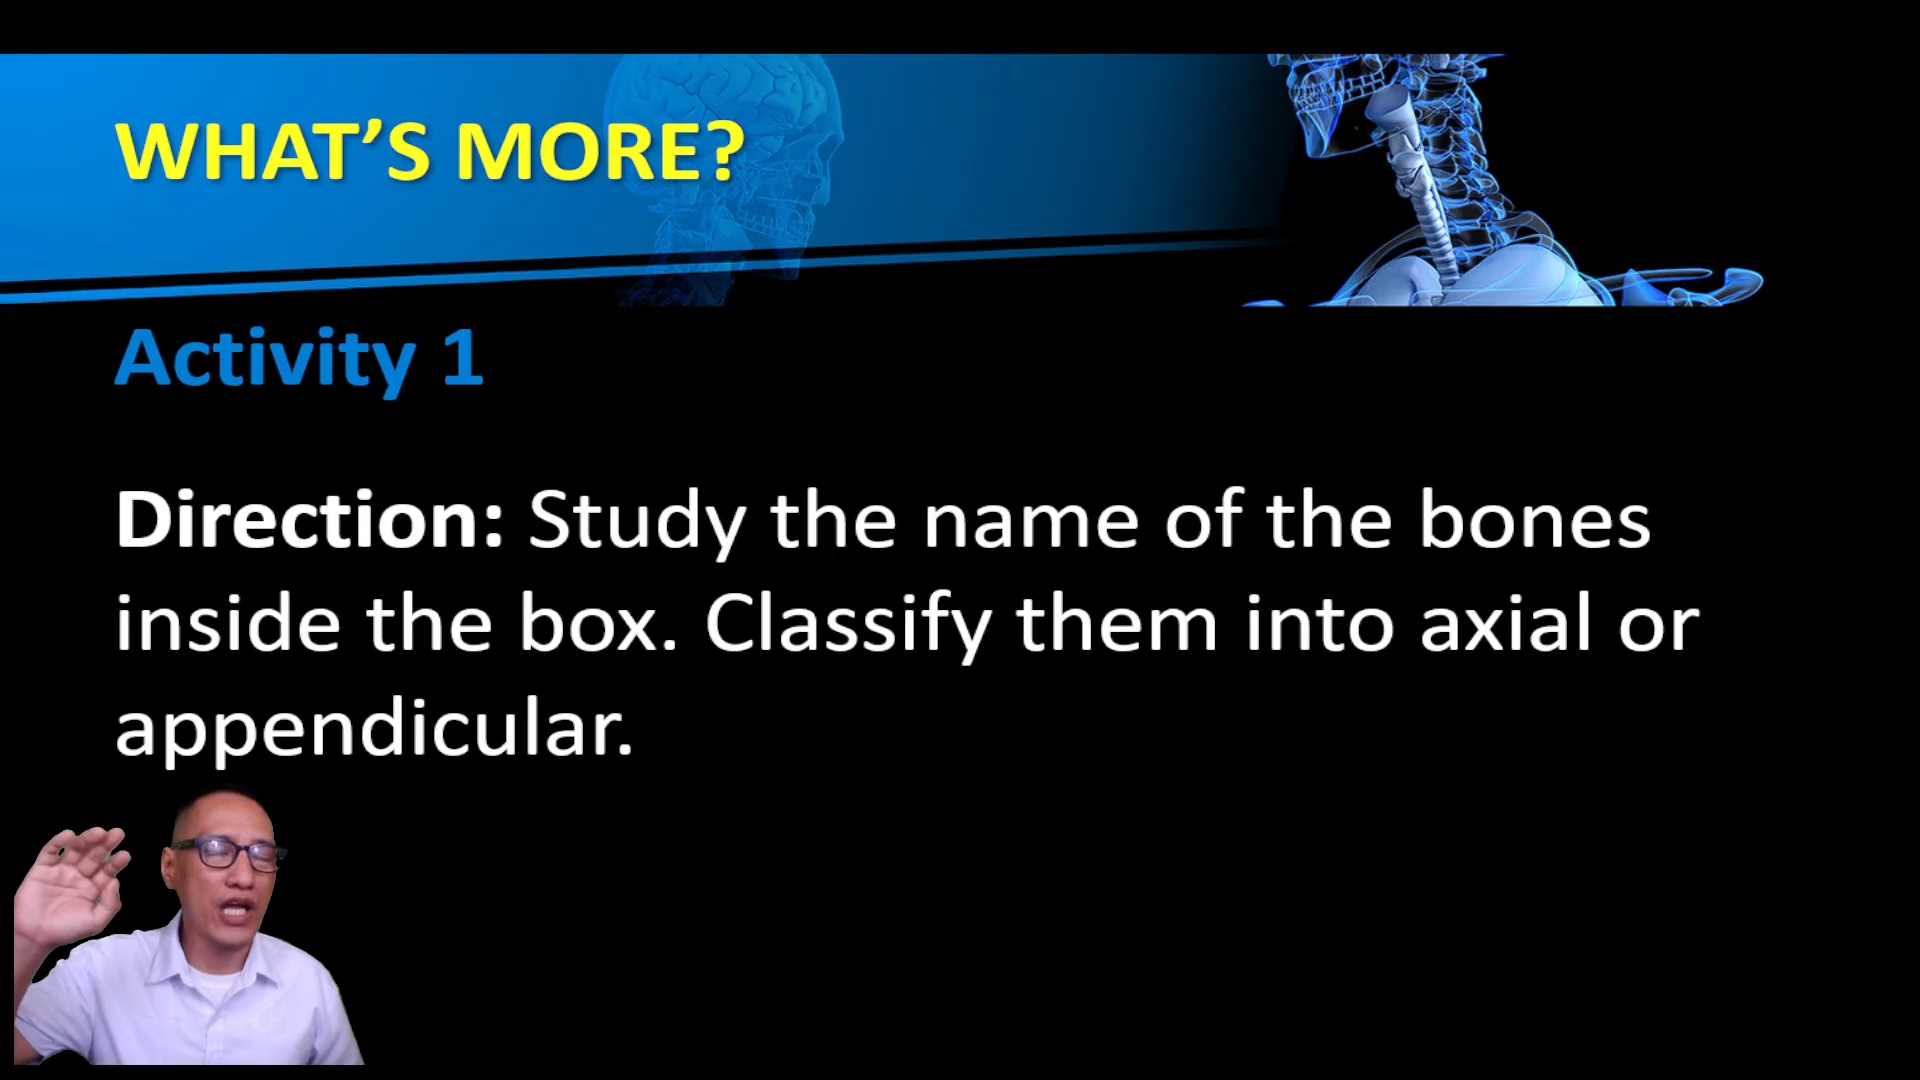 WHAT’S MORE?
Activity 1
Direction: Study the name of the bones
inside the box. Classify them into axial or
appendicular.